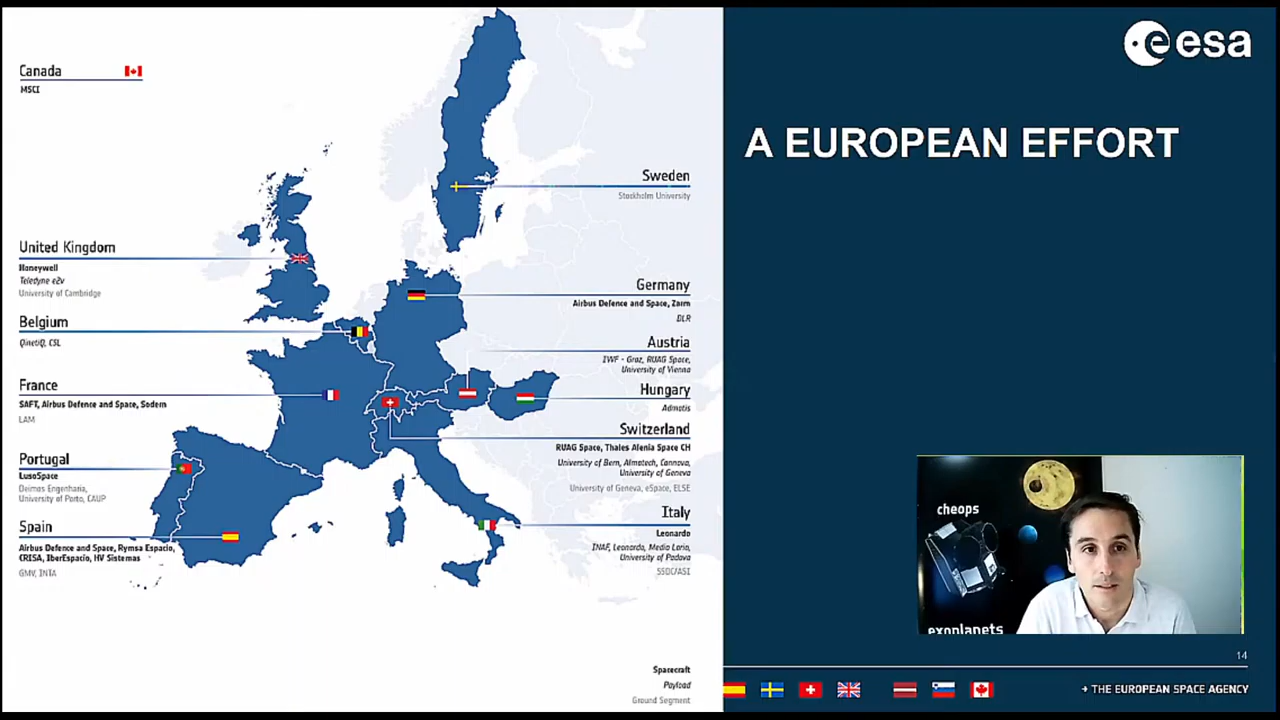 Canada
MSCI
United Kingdom
Honeywell
Teledyne e2v
University of Cambridge
Belgium
QinetiQ, CSL
France
SAFT, Airbus Defence and Space, Sodern
LAM
Portugal
LusoSpace
Deimos Engenharia,
University of Porto, CAUP
Spain
Airbus Defence and Space, Rymsa Espacio,
CRISA, IberEspacio, HV Sistemas
GMV, INTA
Sweden
Stockholm University
Germany
Airbus Defence and Space, Zarm
DLR
Austria
IWF - Graz, RUAG Space,
University of Vienna
Hungary
Admatis
Switzerland
RUAG Space, Thales Alenia Space CH
University of Bern, Almatech, Connova,
University of Geneva
University of Geneva, eSpace, ELSE
Italy
Leonardo
INAF, Leonardo, Media Lario,
University of Padova
SSDC/ASI
Spacecraft
Payload
Ground Segment
esa
A EUROPEAN EFFORT
cheops
exoplanets
14
+ THE EUROPEAN SPACE AGENCY